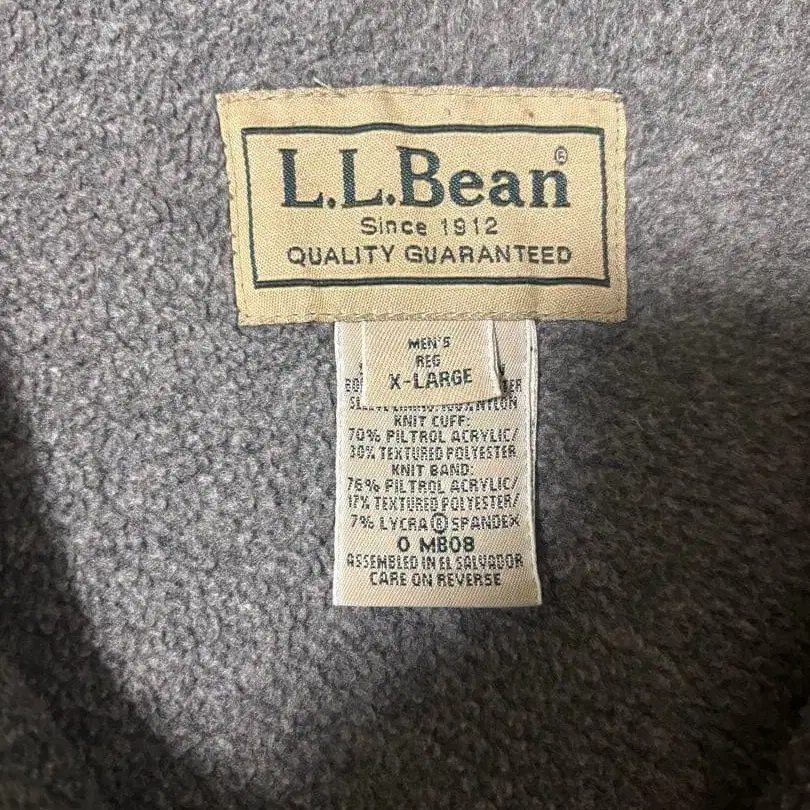 L.L.Bean®
Since 1912
QUALITY GUARANTEED
MEN'S
REG
X-LARGE
KNIT CUFF:
70% PILTROL ACRYLIC/
30% TEXTURED POLYESTER
KNIT BAND:
76% PILTROL ACRYLIC/
17% TEXTURED POLYESTER/
7% LYCRA® SPANDEX
0 MB08
ASSEMBLED IN EL SALVADOR
CARE ON REVERSE